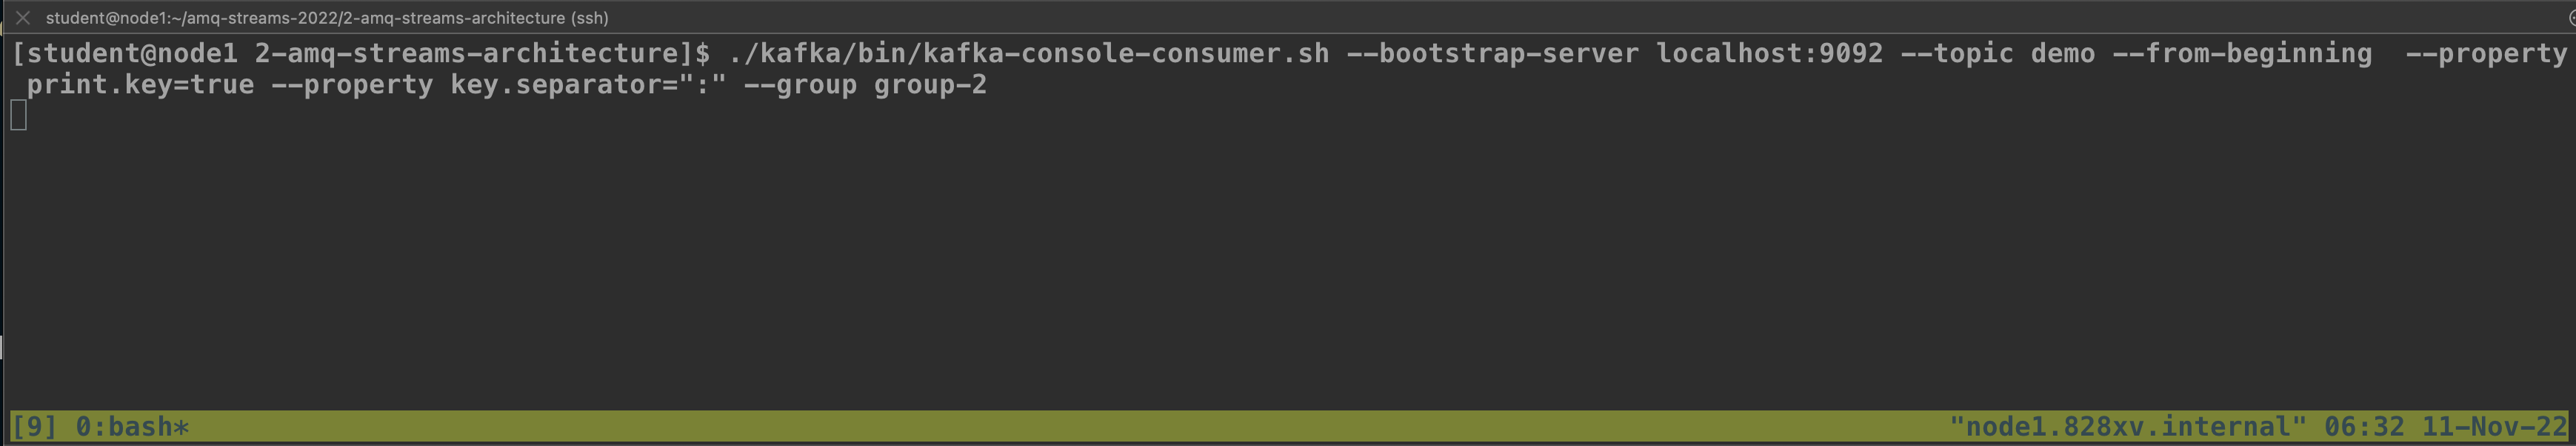 student@node1:~/amq-streams-2022/2-amq-streams-architecture (ssh)
[student@node1 2-amq-streams-architecture]$ ./kafka/bin/kafka-console-consumer.sh --bootstrap-server localhost:9092 --topic demo --from-beginning  --property
 print.key=true --property key.separator=":" --group group-2
[9] 0:bash* "node1.828xv.internal" 06:32 11-Nov-22